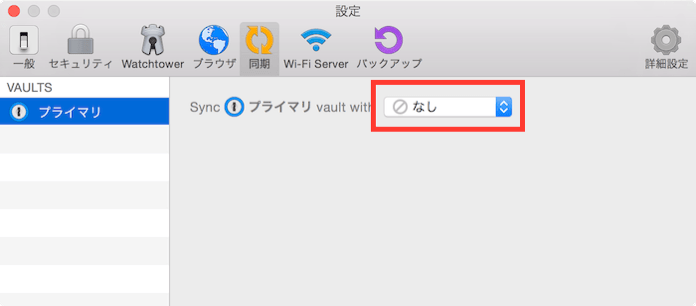 設定
一般 セキュリティ Watchtower ブラウザ 同期 Wi-Fi Server バックアップ 詳細設定
VAULTS
プライマリ
Sync プライマリ vault with なし